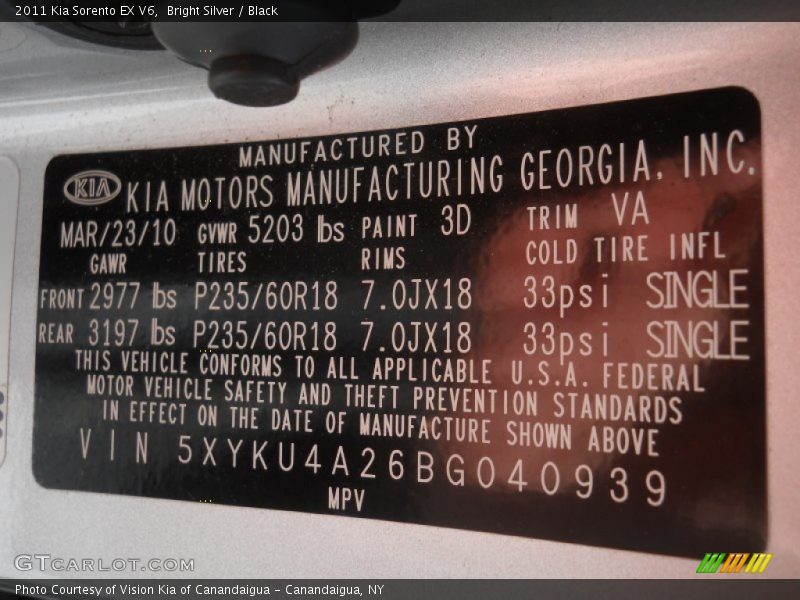 2011 Kia Sorento EX V6,  Bright Silver / Black
MANUFACTURED BY
KIA KIA MOTORS MANUFACTURING GEORGIA, INC.
MAR/23/10 GVWR 5203 lbs PAINT 3D TRIM VA
GAWR TIRES RIMS COLD TIRE INFL
FRONT 2977 lbs P235/60R18 7.0JX18 33psi SINGLE
REAR 3197 lbs P235/60R18 7.0JX18 33psi SINGLE
THIS VEHICLE CONFORMS TO ALL APPLICABLE U.S.A. FEDERAL
MOTOR VEHICLE SAFETY AND THEFT PREVENTION STANDARDS
IN EFFECT ON THE DATE OF MANUFACTURE SHOWN ABOVE
VIN 5XYKU4A26BG040939
MPV
GTCARLOT.COM
Photo Courtesy of Vision Kia of Canandaigua – Canandaigua, NY